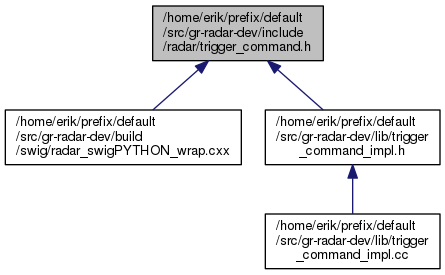 /home/erik/prefix/default
/src/gr-radar-dev/include
/radar/trigger_command.h
/home/erik/prefix/default
/src/gr-radar-dev/build
/swig/radar_swigPYTHON_wrap.cxx
/home/erik/prefix/default
/src/gr-radar-dev/lib/trigger
_command_impl.h
/home/erik/prefix/default
/src/gr-radar-dev/lib/trigger
_command_impl.cc